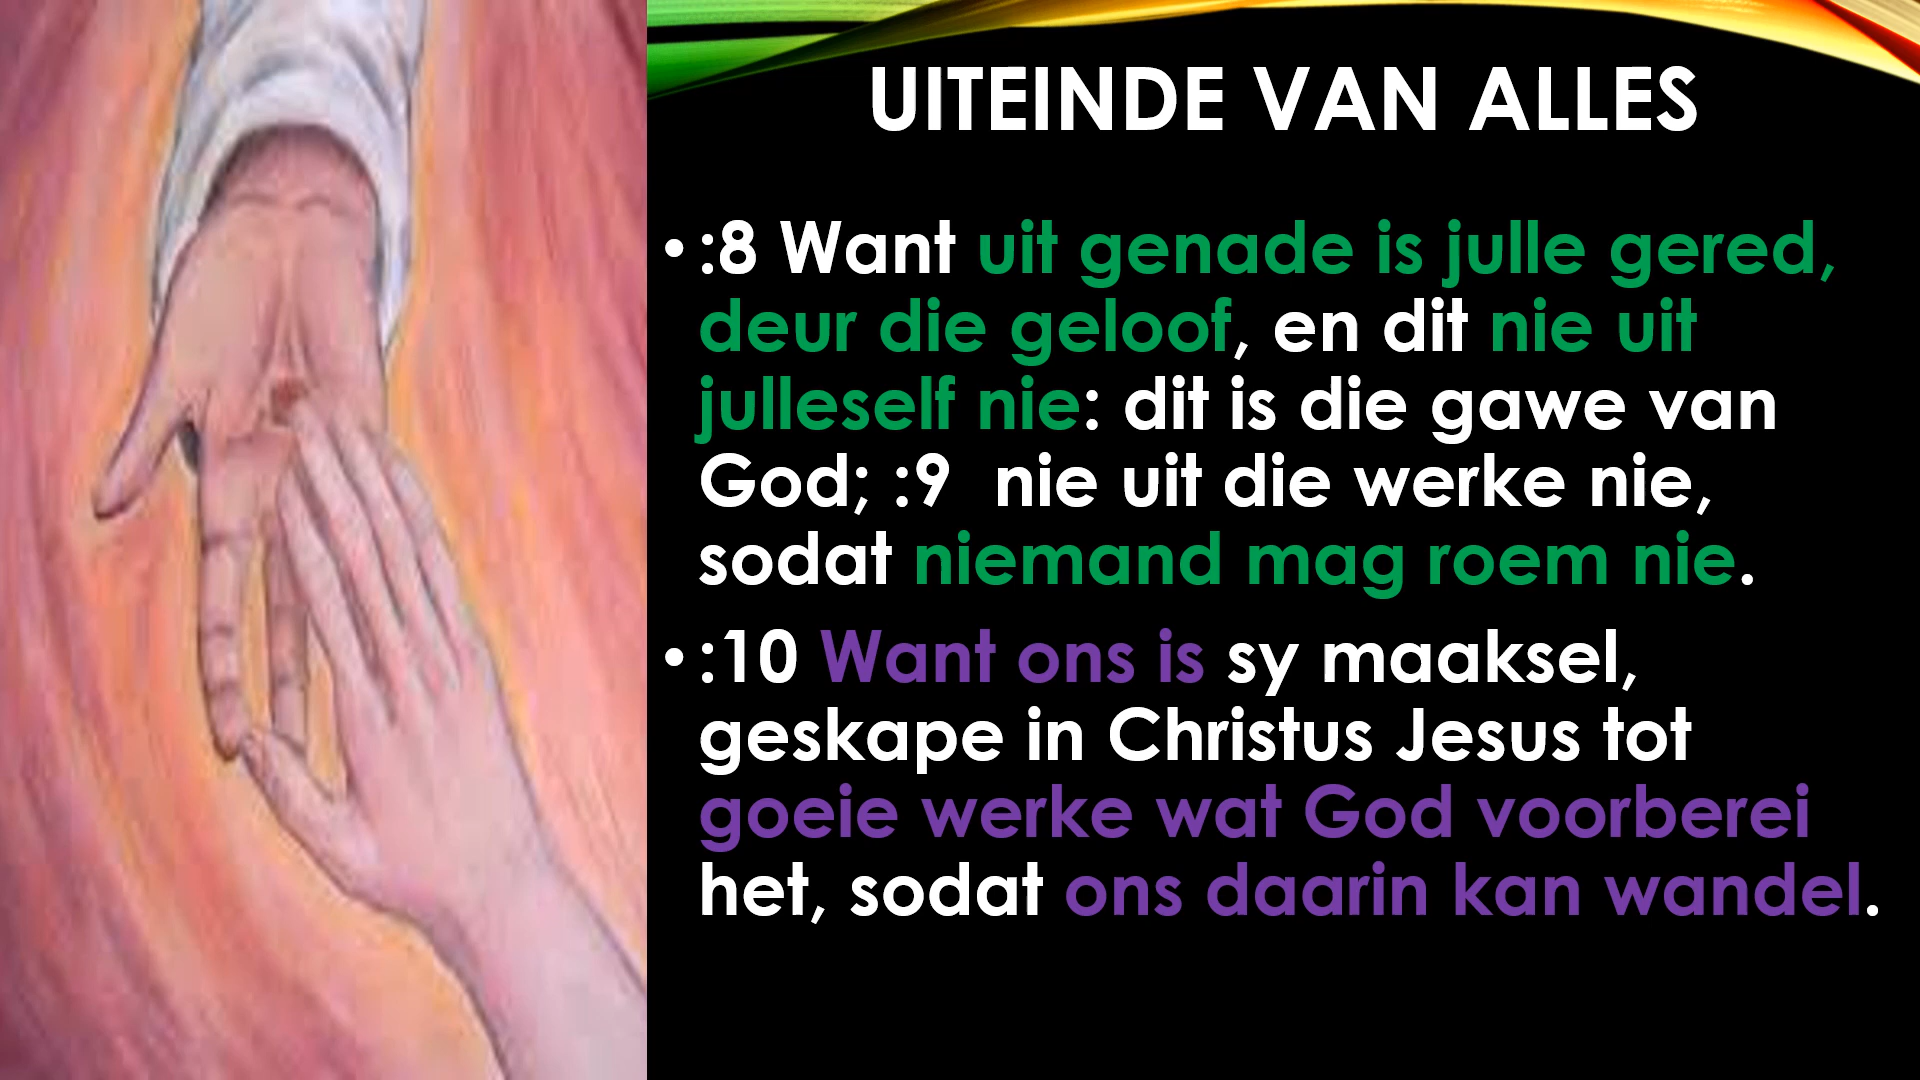 UITEINDE VAN ALLES
• :8 Want uit genade is julle gered,
deur die geloof, en dit nie uit
julleself nie: dit is die gawe van
God; :9 nie uit die werke nie,
sodat niemand mag roem nie.
• :10 Want ons is sy maaksel,
geskape in Christus Jesus tot
goeie werke wat God voorberei
het, sodat ons daarin kan wandel.